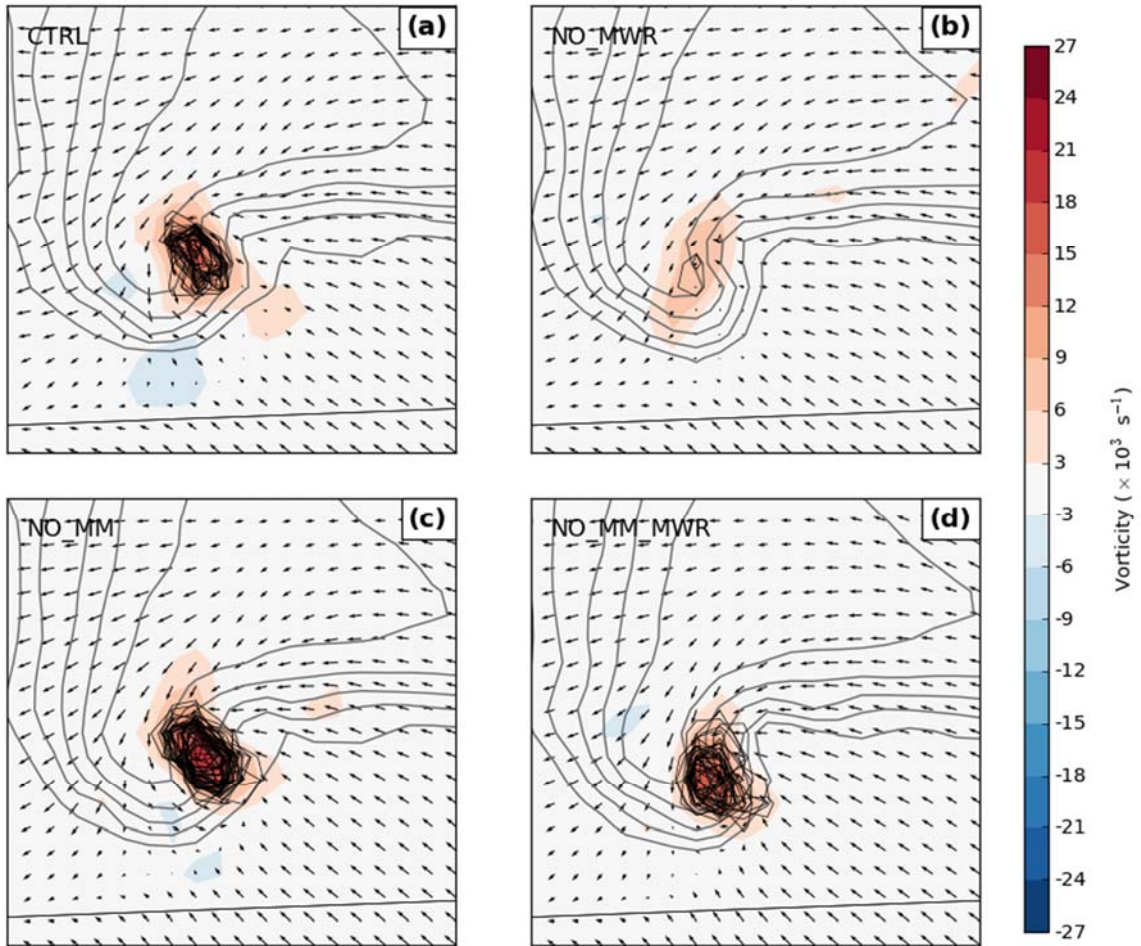 CTRL
(a)
NO_MWR
(b)
NO_MM
(c)
NO_MM_MWR
(d)
27
24
21
18
15
12
9
6
3
-3
-6
-9
-12
-15
-18
-21
-24
-27
Vorticity (×10³ s⁻¹)